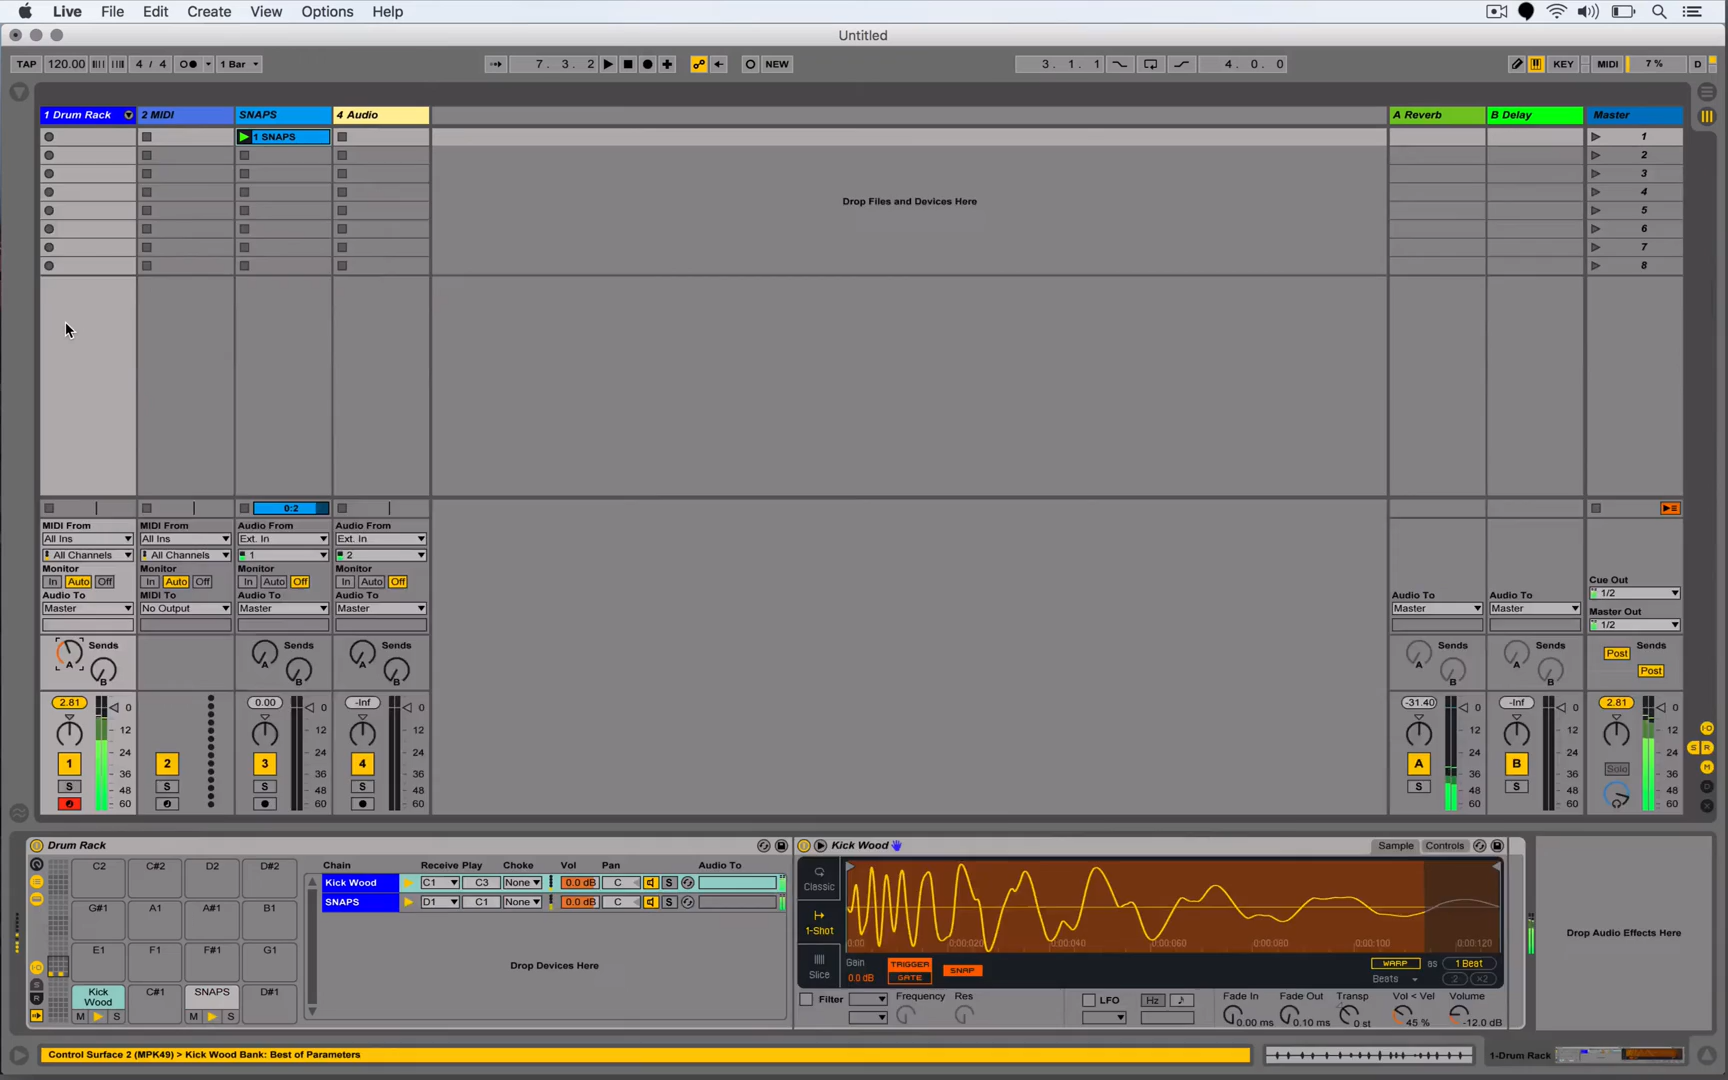 Live File Edit Create View Options Help
Untitled
TAP 120.00 4 / 4 1 Bar 7. 3. 2 NEW 3. 1. 1 4. 0. 0 KEY MIDI 7 % D
1 Drum Rack 2 MIDI SNAPS 4 Audio A Reverb B Delay Master
1 SNAPS 1
2
3
4
5
6
7
8
Drop Files and Devices Here
0:2
MIDI From MIDI From Audio From Audio From
All Ins All Ins Ext. In Ext. In
All Channels All Channels 1 2
Monitor Monitor Monitor Monitor
In Auto Off In Auto Off In Auto Off In Auto Off
Cue Out
1/2
Audio To MIDI To Audio To Audio To Audio To Audio To
Master No Output Master Master Master Master
Master Out
1/2
Sends Sends Sends Sends Sends Sends
A A A A A Post
B B B B B Post
2.81 0.00 -Inf -31.40 -Inf 2.81
0 0 0 0 0 0
12 12 12 12 12 12
24 24 24 24 24 24
1 2 3 4 A B Solo
36 36 36 36 36 36
S S S S S S
48 48 48 48 48 48
60 60 60 60 60 60
S R
M
Drum Rack
C2 C#2 D2 D#2
G#1 A1 A#1 B1
E1 F1 F#1 G1
Kick Wood C#1 SNAPS D#1
M S M S
S
R
Chain Receive Play Choke Vol Pan Audio To
Kick Wood C1 C3 None 0.0 dB C S
SNAPS D1 C1 None 0.0 dB C S
Drop Devices Here
Kick Wood Sample Controls
Classic
1-Shot
Slice
0:00 0:00:020 0:00:040 0:00:060 0:00:080 0:00:100 0:00:120
Gain TRIGGER SNAP WARP as 1 Beat
0.0 dB GATE Beats :2 ×2
Filter Frequency Res LFO Hz Fade In Fade Out Transp Vol < Vel Volume
0.00 ms 0.10 ms 0 st 45 % -12.0 dB
Drop Audio Effects Here
Control Surface 2 (MPK49) > Kick Wood Bank: Best of Parameters
1-Drum Rack